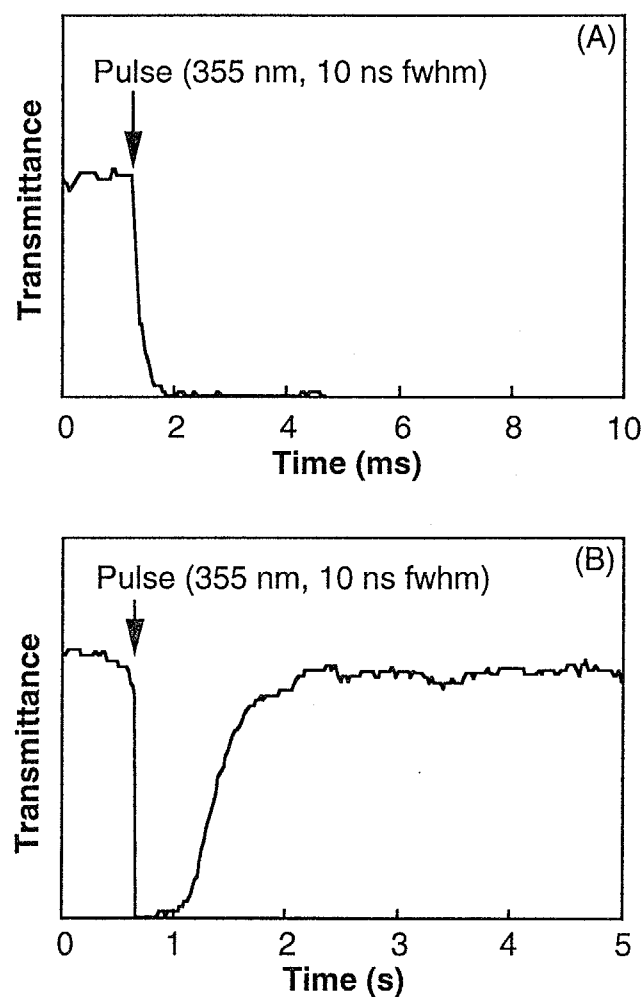 (A)
Pulse (355 nm, 10 ns fwhm)
Transmittance
0 2 4 6 8 10
Time (ms)
(B)
Pulse (355 nm, 10 ns fwhm)
Transmittance
0 1 2 3 4 5
Time (s)